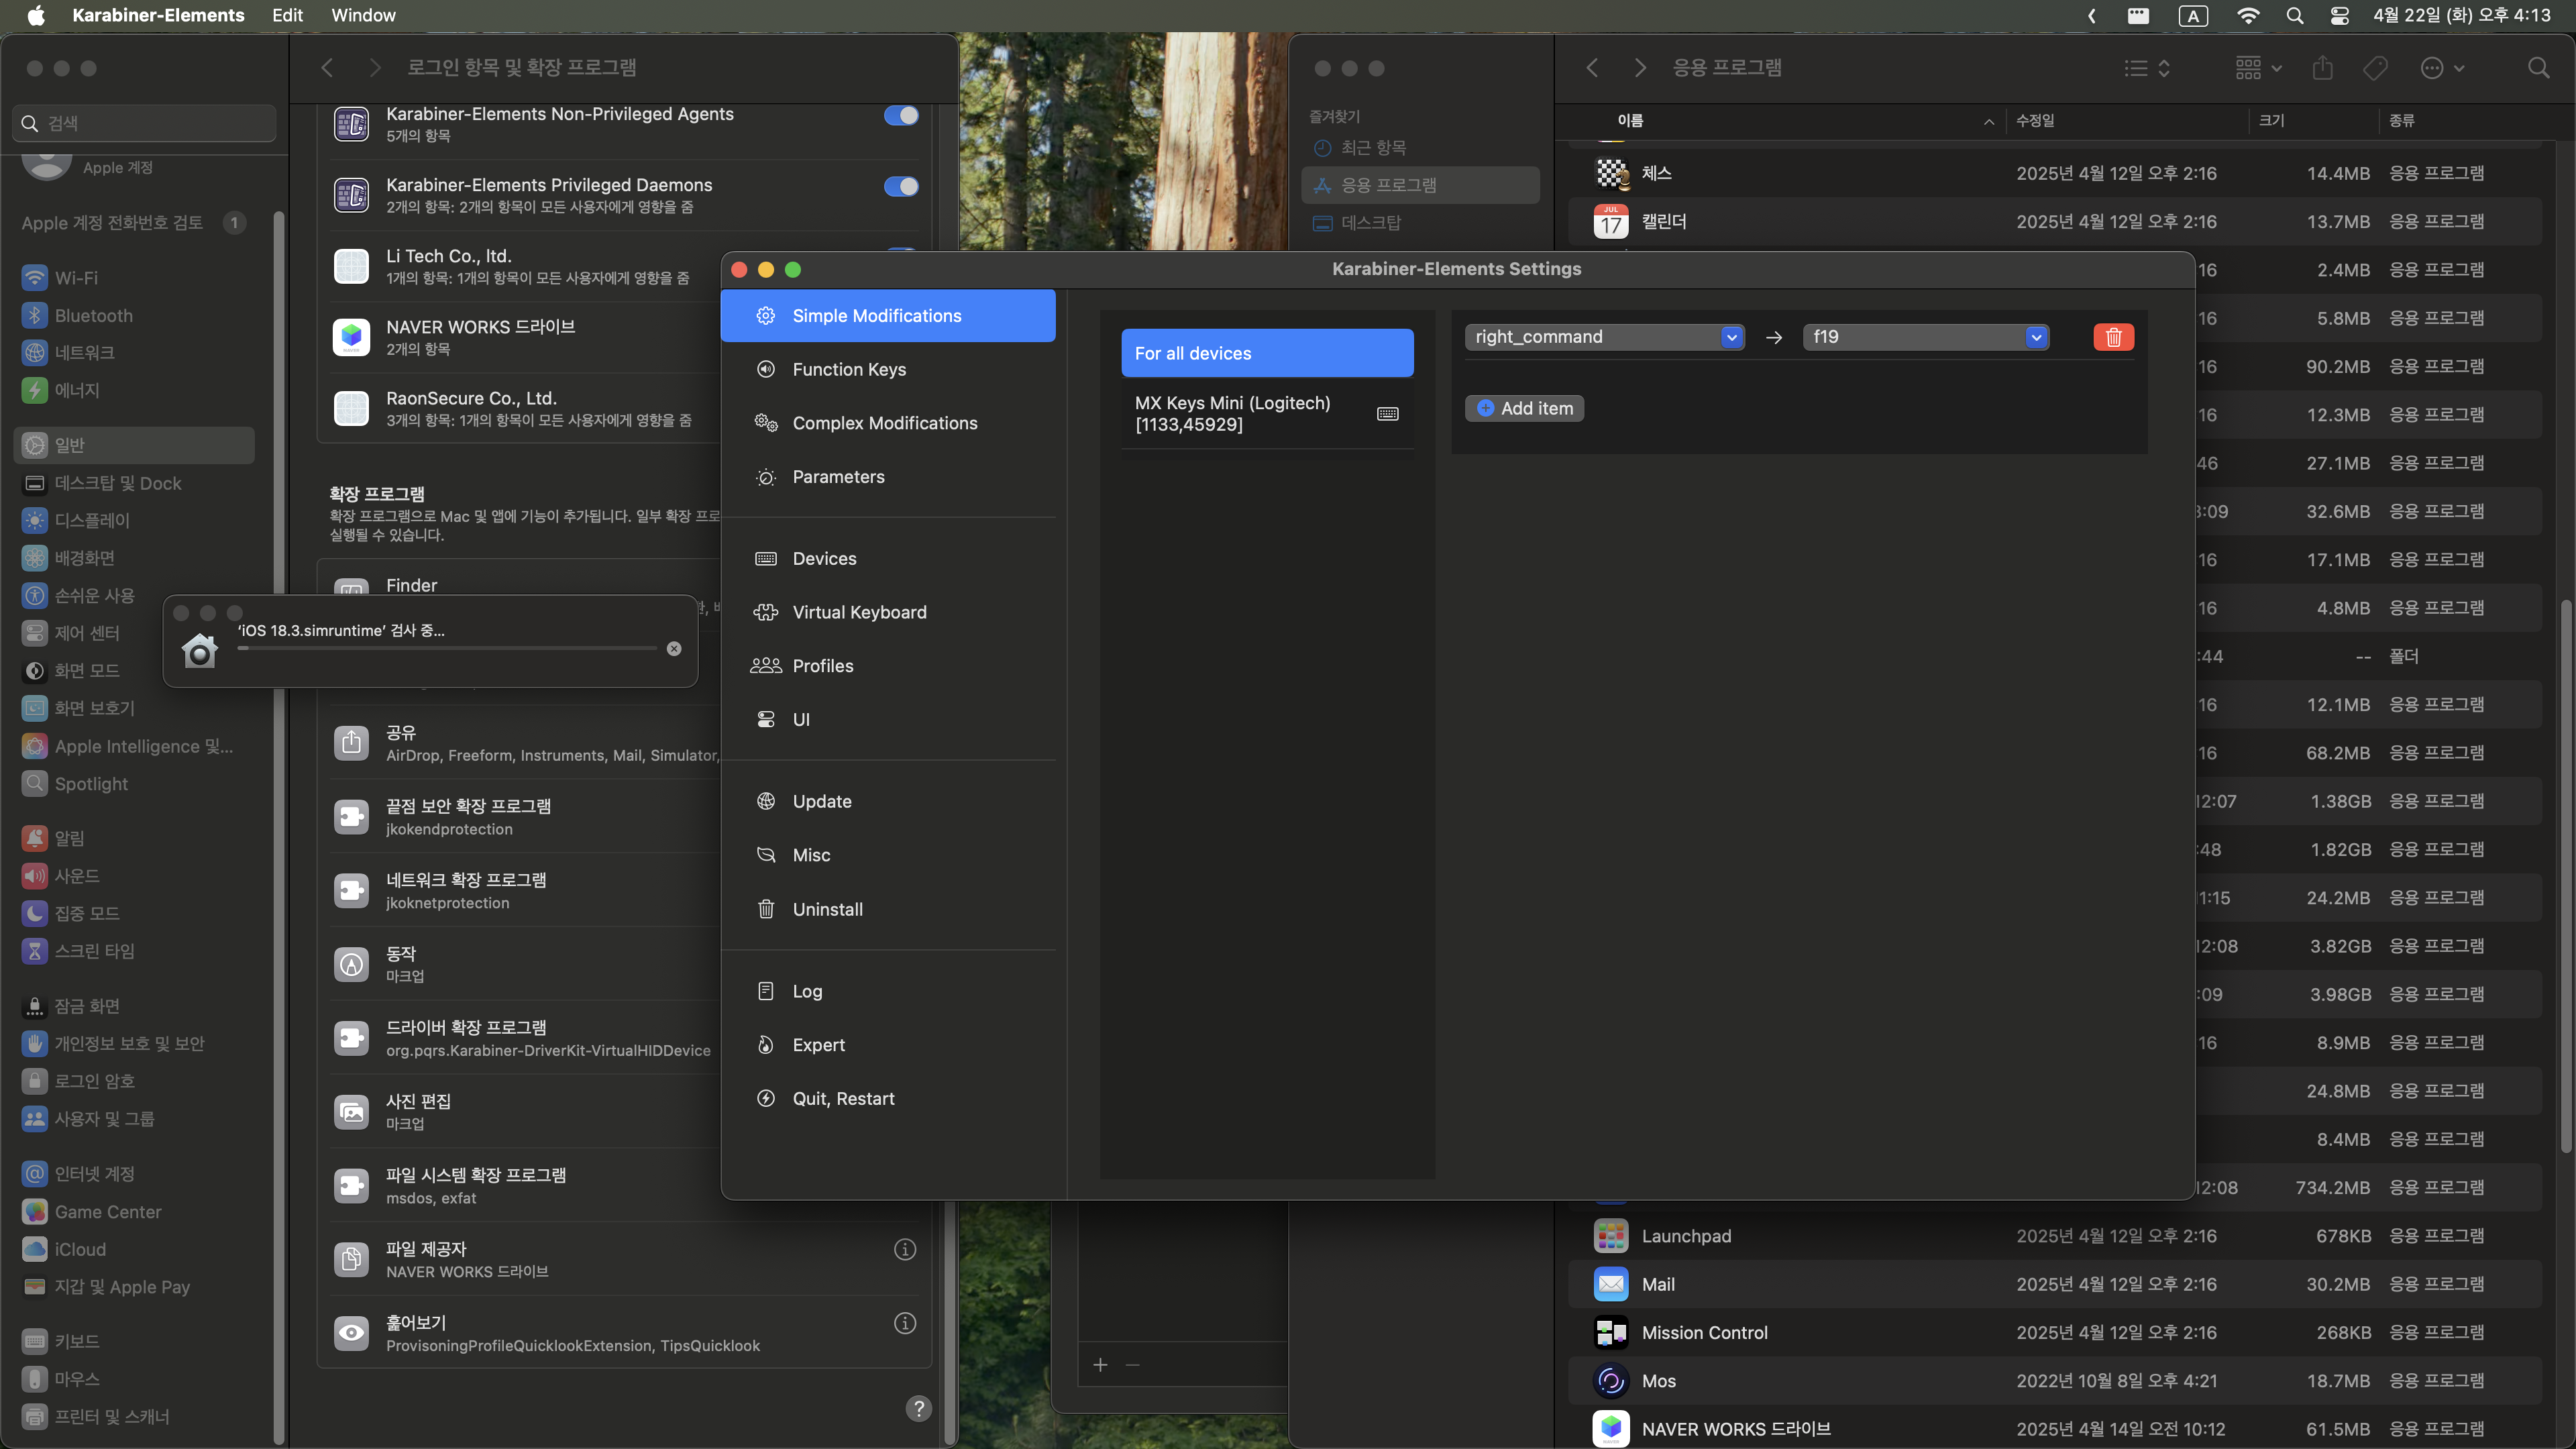 Karabiner-Elements Edit Window
A 4월 22일 (화) 오후 4:13
검색
Apple 계정
Apple 계정 전화번호 검토 1
Wi-Fi
Bluetooth
네트워크
에너지
일반
데스크탑 및 Dock
디스플레이
배경화면
손쉬운 사용
제어 센터
화면 모드
화면 보호기
Apple Intelligence 및...
Spotlight
알림
사운드
집중 모드
스크린 타임
잠금 화면
개인정보 보호 및 보안
로그인 암호
사용자 및 그룹
인터넷 계정
Game Center
iCloud
지갑 및 Apple Pay
키보드
마우스
프린터 및 스캐너
로그인 항목 및 확장 프로그램
Karabiner-Elements Non-Privileged Agents
5개의 항목
Karabiner-Elements Privileged Daemons
2개의 항목: 2개의 항목이 모든 사용자에게 영향을 줌
Li Tech Co., ltd.
1개의 항목: 1개의 항목이 모든 사용자에게 영향을 줌
NAVER WORKS 드라이브
2개의 항목
RaonSecure Co., Ltd.
3개의 항목: 1개의 항목이 모든 사용자에게 영향을 줌
확장 프로그램
확장 프로그램으로 Mac 및 앱에 기능이 추가됩니다. 일부 확장 프로
실행될 수 있습니다.
Finder
'iOS 18.3.simruntime' 검사 중...
공유
AirDrop, Freeform, Instruments, Mail, Simulator,
끝점 보안 확장 프로그램
jkokendprotection
네트워크 확장 프로그램
jkoknetprotection
동작
마크업
드라이버 확장 프로그램
org.pqrs.Karabiner-DriverKit-VirtualHIDDevice
사진 편집
마크업
파일 시스템 확장 프로그램
msdos, exfat
파일 제공자
NAVER WORKS 드라이브
훑어보기
ProvisoningProfileQuicklookExtension, TipsQuicklook
?
Karabiner-Elements Settings
Simple Modifications
Function Keys
Complex Modifications
Parameters
Devices
Virtual Keyboard
Profiles
UI
Update
Misc
Uninstall
Log
Expert
Quit, Restart
For all devices
MX Keys Mini (Logitech)
[1133,45929]
right_command → f19
Add item
즐겨찾기
최근 항목
응용 프로그램
데스크탑
응용 프로그램
이름 수정일 크기 종류
체스 2025년 4월 12일 오후 2:16 14.4MB 응용 프로그램
JUL
17
캘린더 2025년 4월 12일 오후 2:16 13.7MB 응용 프로그램
16 2.4MB 응용 프로그램
16 5.8MB 응용 프로그램
16 90.2MB 응용 프로그램
16 12.3MB 응용 프로그램
46 27.1MB 응용 프로그램
3:09 32.6MB 응용 프로그램
16 17.1MB 응용 프로그램
16 4.8MB 응용 프로그램
:44 -- 폴더
16 12.1MB 응용 프로그램
16 68.2MB 응용 프로그램
12:07 1.38GB 응용 프로그램
:48 1.82GB 응용 프로그램
11:15 24.2MB 응용 프로그램
12:08 3.82GB 응용 프로그램
:09 3.98GB 응용 프로그램
16 8.9MB 응용 프로그램
24.8MB 응용 프로그램
8.4MB 응용 프로그램
12:08 734.2MB 응용 프로그램
Launchpad 2025년 4월 12일 오후 2:16 678KB 응용 프로그램
Mail 2025년 4월 12일 오후 2:16 30.2MB 응용 프로그램
Mission Control 2025년 4월 12일 오후 2:16 268KB 응용 프로그램
Mos 2022년 10월 8일 오후 4:21 18.7MB 응용 프로그램
NAVER WORKS 드라이브 2025년 4월 14일 오전 10:12 61.5MB 응용 프로그램